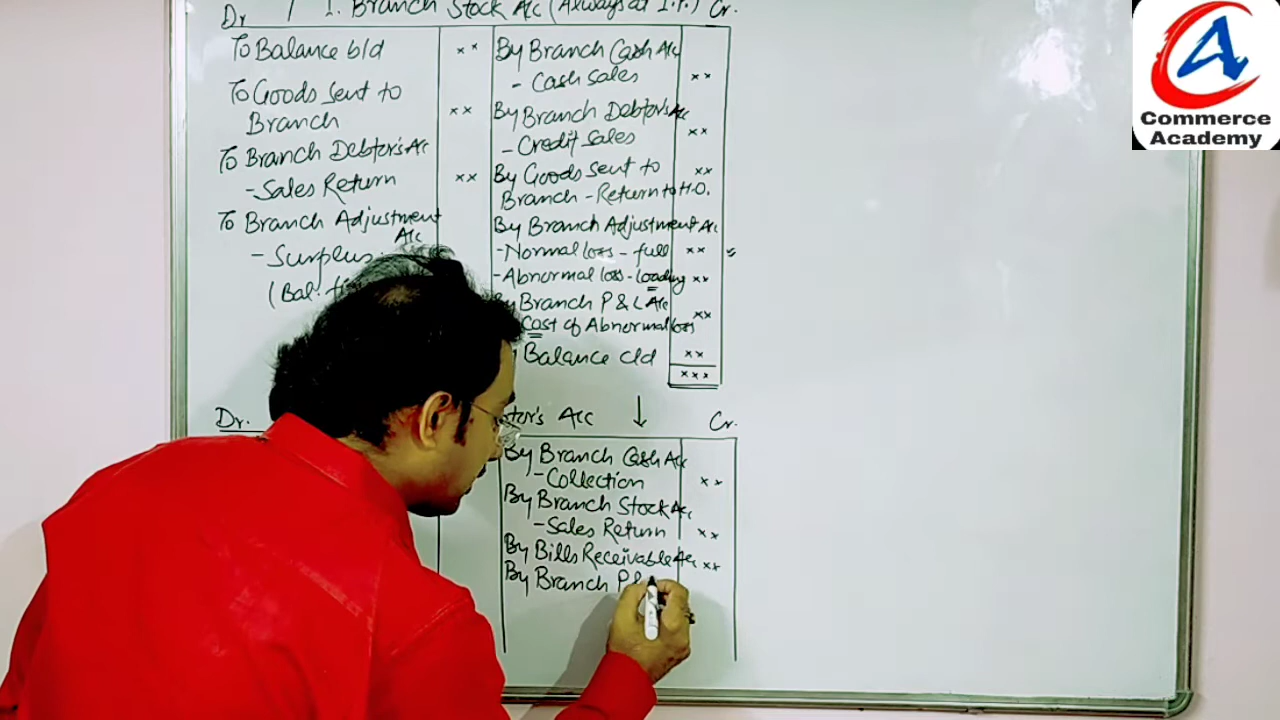 Dr 1. Branch Stock A/c (Always at I.P.) Cr.
To Balance b/d xx
To Goods Sent to
Branch xx
To Branch Debtor's A/c
- Sales Return xx
To Branch Adjustment
A/c
- Surplus
(Bal.
By Branch Cash A/c
- Cash Sales xx
By Branch Debtor's A/c
- Credit Sales xx
By Goods Sent to xx
Branch - Return to H.O.
By Branch Adjustment A/c
- Normal loss - full xx
- Abnormal loss - loading xx
By Branch P & L A/c
Cost of Abnormal loss xx
Balance c/d xx
xxx
Dr. A/c Cr.
By Branch Cash A/c
- Collection xx
By Branch Stock A/c
- Sales Return xx
By Bills Receivable A/c xx
By Branch P &
CA
Commerce
Academy